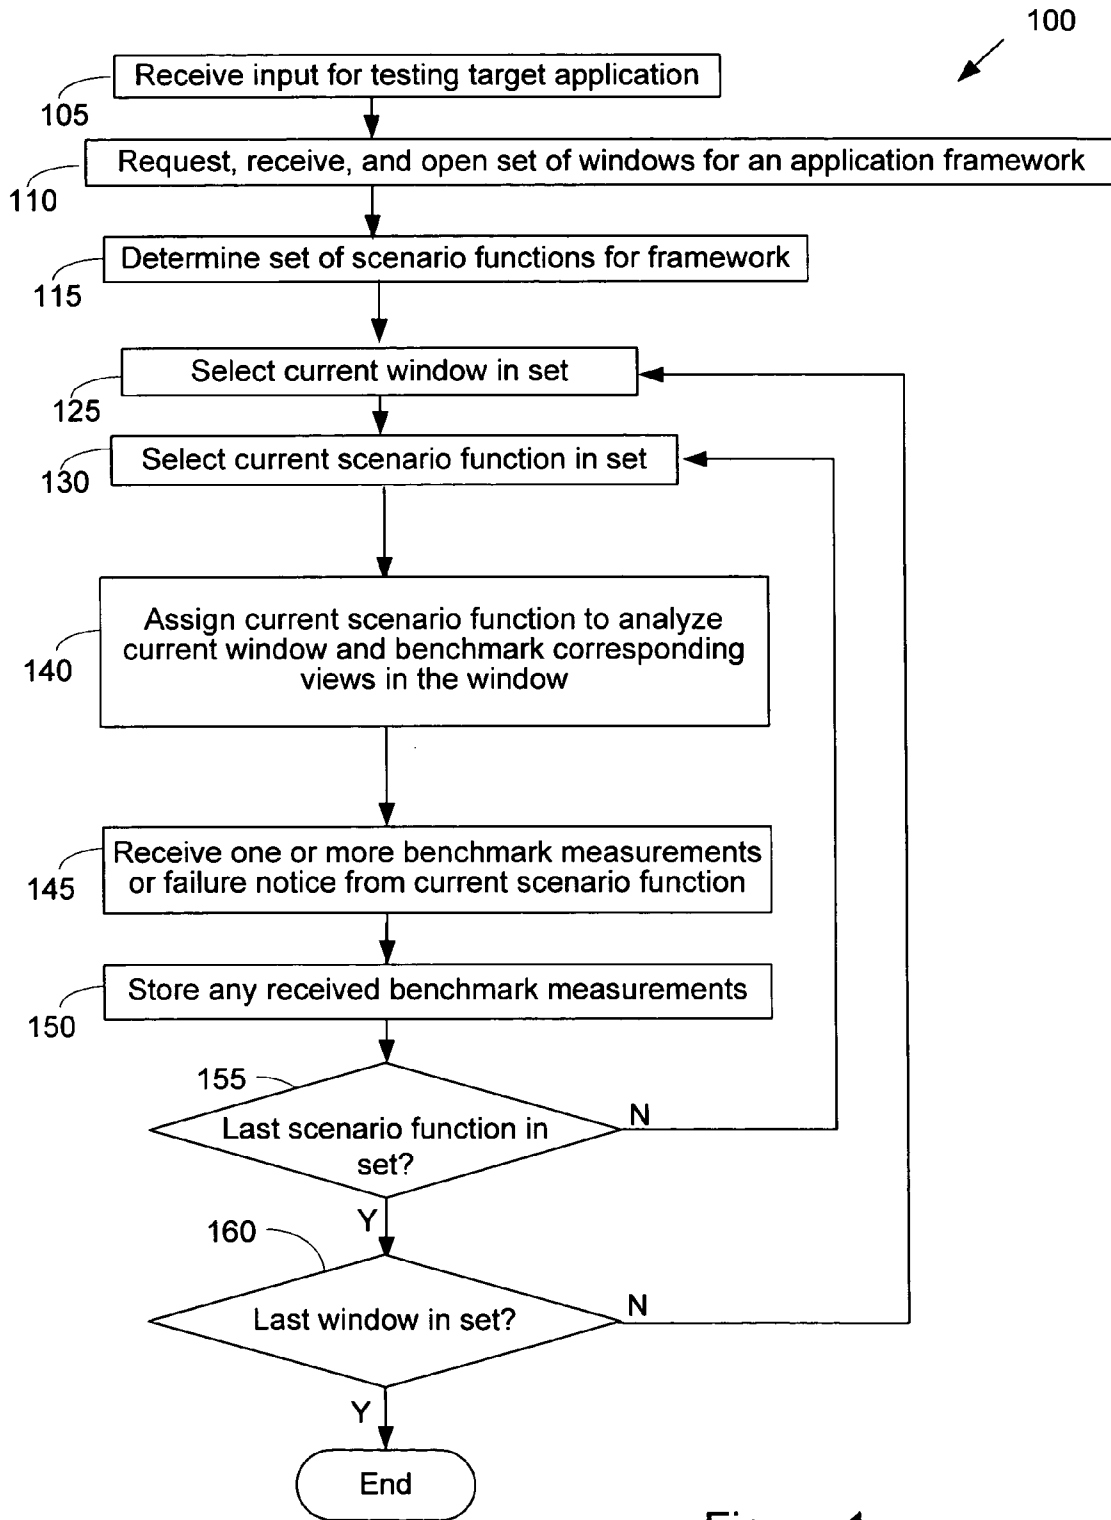 100
Receive input for testing target application
105
Request, receive, and open set of windows for an application framework
110
Determine set of scenario functions for framework
115
Select current window in set
125
Select current scenario function in set
130
Assign current scenario function to analyze
current window and benchmark corresponding
views in the window
140
Receive one or more benchmark measurements
or failure notice from current scenario function
145
Store any received benchmark measurements
150
155
Last scenario function in
set?
N
Y
160
Last window in set?
N
Y
End